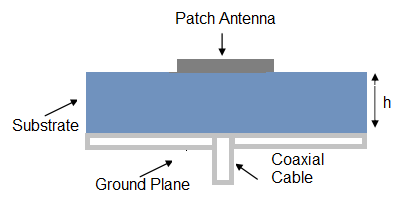 Patch Antenna
h
Substrate
Coaxial
Cable
Ground Plane